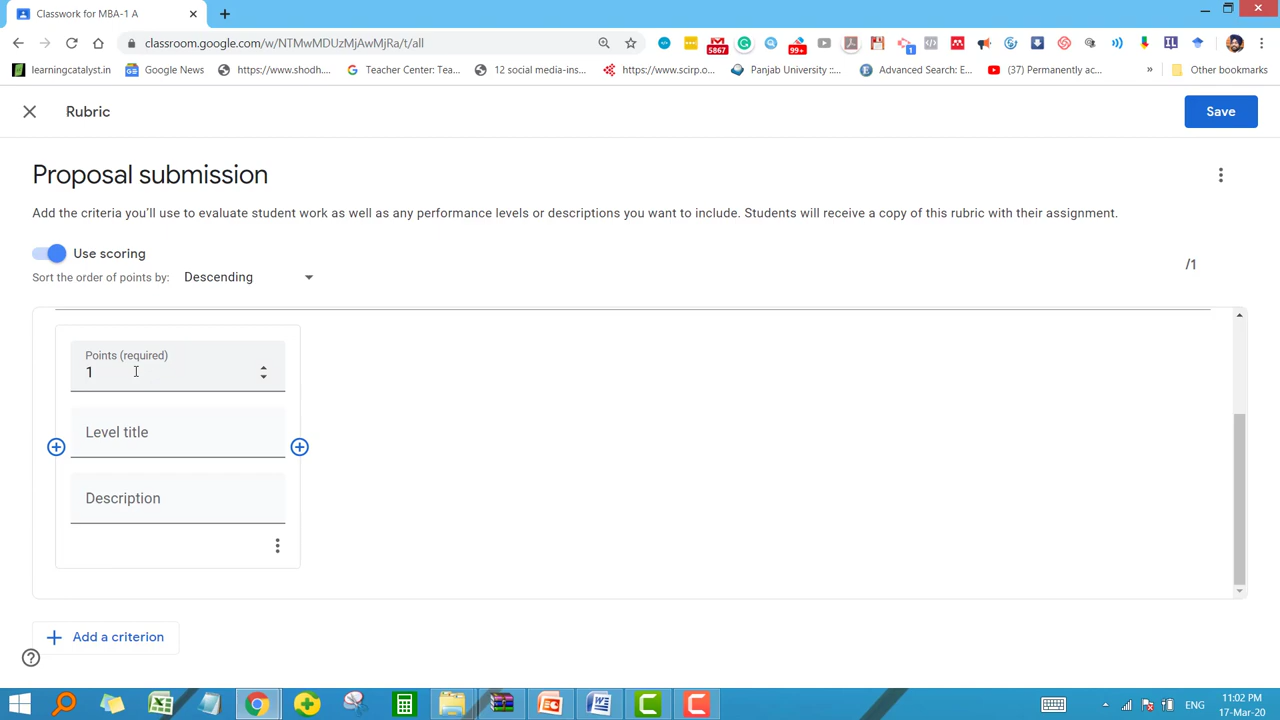 Classwork for MBA-1 A
classroom.google.com/w/NTMwMDUzMjAwMjRa/t/all
5867
99+
1
IL
learningcatalyst.in
Google News
https://www.shodh...
Teacher Center: Tea...
12 social media-ins...
https://www.scirp.o...
Panjab University ::...
Advanced Search: E...
(37) Permanently ac...
»
Other bookmarks
Rubric
Save
Proposal submission
Add the criteria you'll use to evaluate student work as well as any performance levels or descriptions you want to include. Students will receive a copy of this rubric with their assignment.
Use scoring
Sort the order of points by: Descending
/1
Points (required)
1
Level title
Description
Add a criterion
ENG
11:02 PM
17-Mar-20